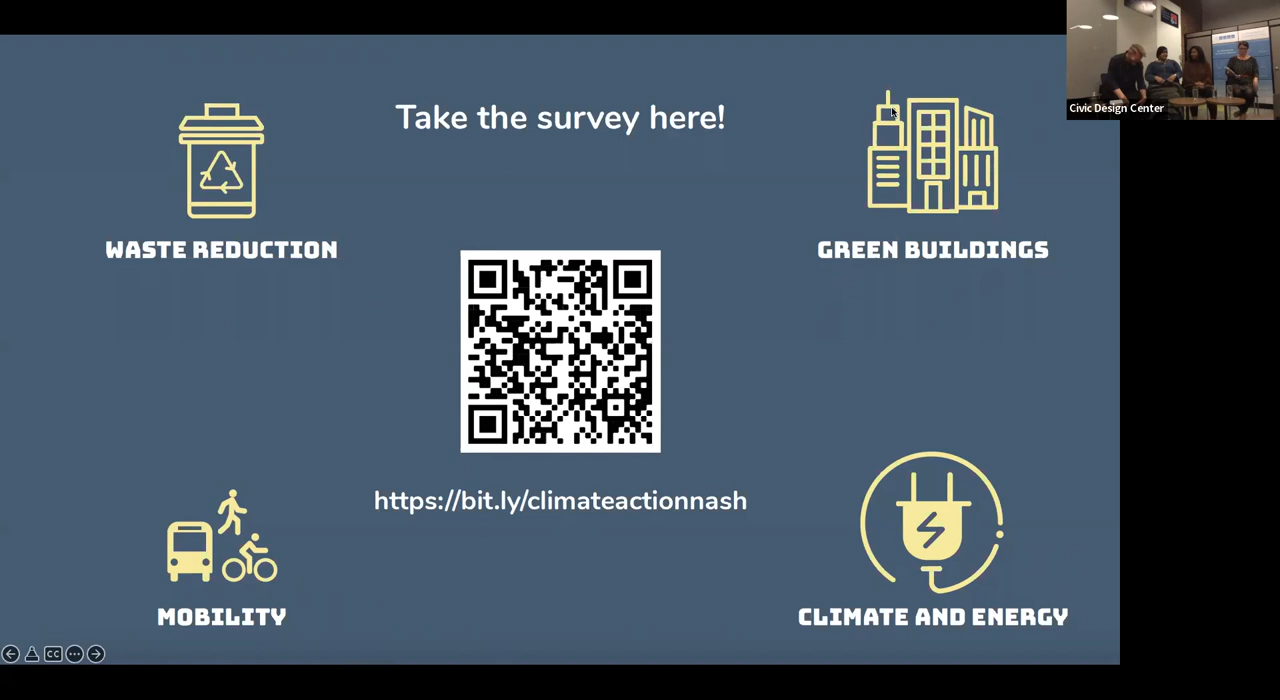 Take the survey here!
WASTE REDUCTION
GREEN BUILDINGS
https://bit.ly/climateactionnash
MOBILITY
CLIMATE AND ENERGY
CC
Civic Design Center